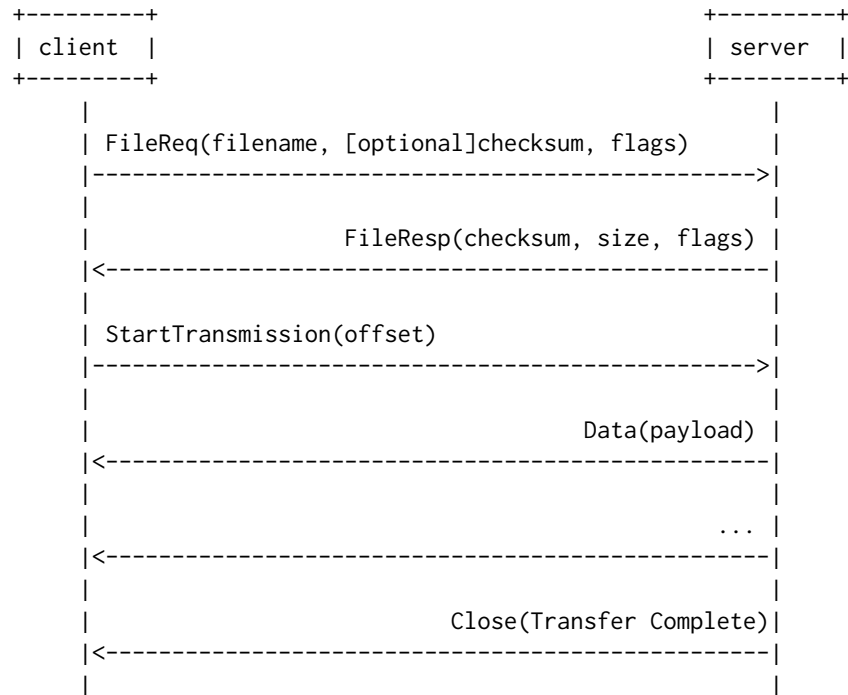 client server
FileReq(filename, [optional]checksum, flags)
FileResp(checksum, size, flags)
StartTransmission(offset)
Data(payload)
...
Close(Transfer Complete)